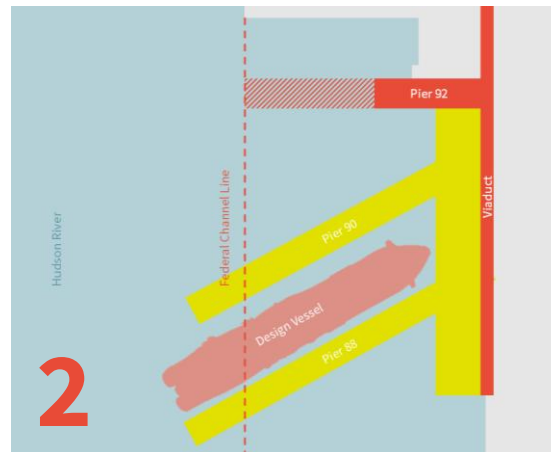 Pier 92
Viaduct
Federal Channel Line
Hudson River
Pier 90
Design Vessel
Pier 88
2